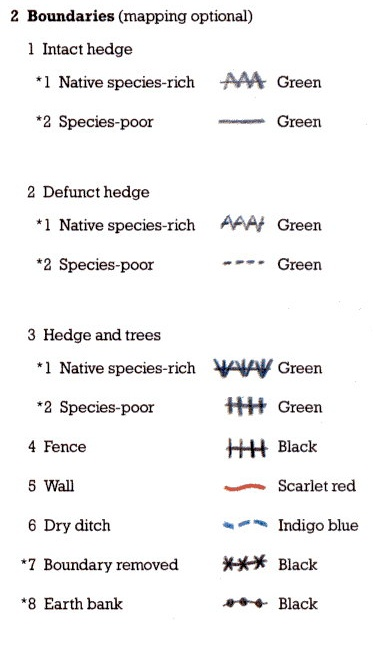 2 Boundaries (mapping optional)
1 Intact hedge
*1 Native species-rich Green
*2 Species-poor Green
2 Defunct hedge
*1 Native species-rich Green
*2 Species-poor Green
3 Hedge and trees
*1 Native species-rich Green
*2 Species-poor Green
4 Fence Black
5 Wall Scarlet red
6 Dry ditch Indigo blue
*7 Boundary removed Black
*8 Earth bank Black